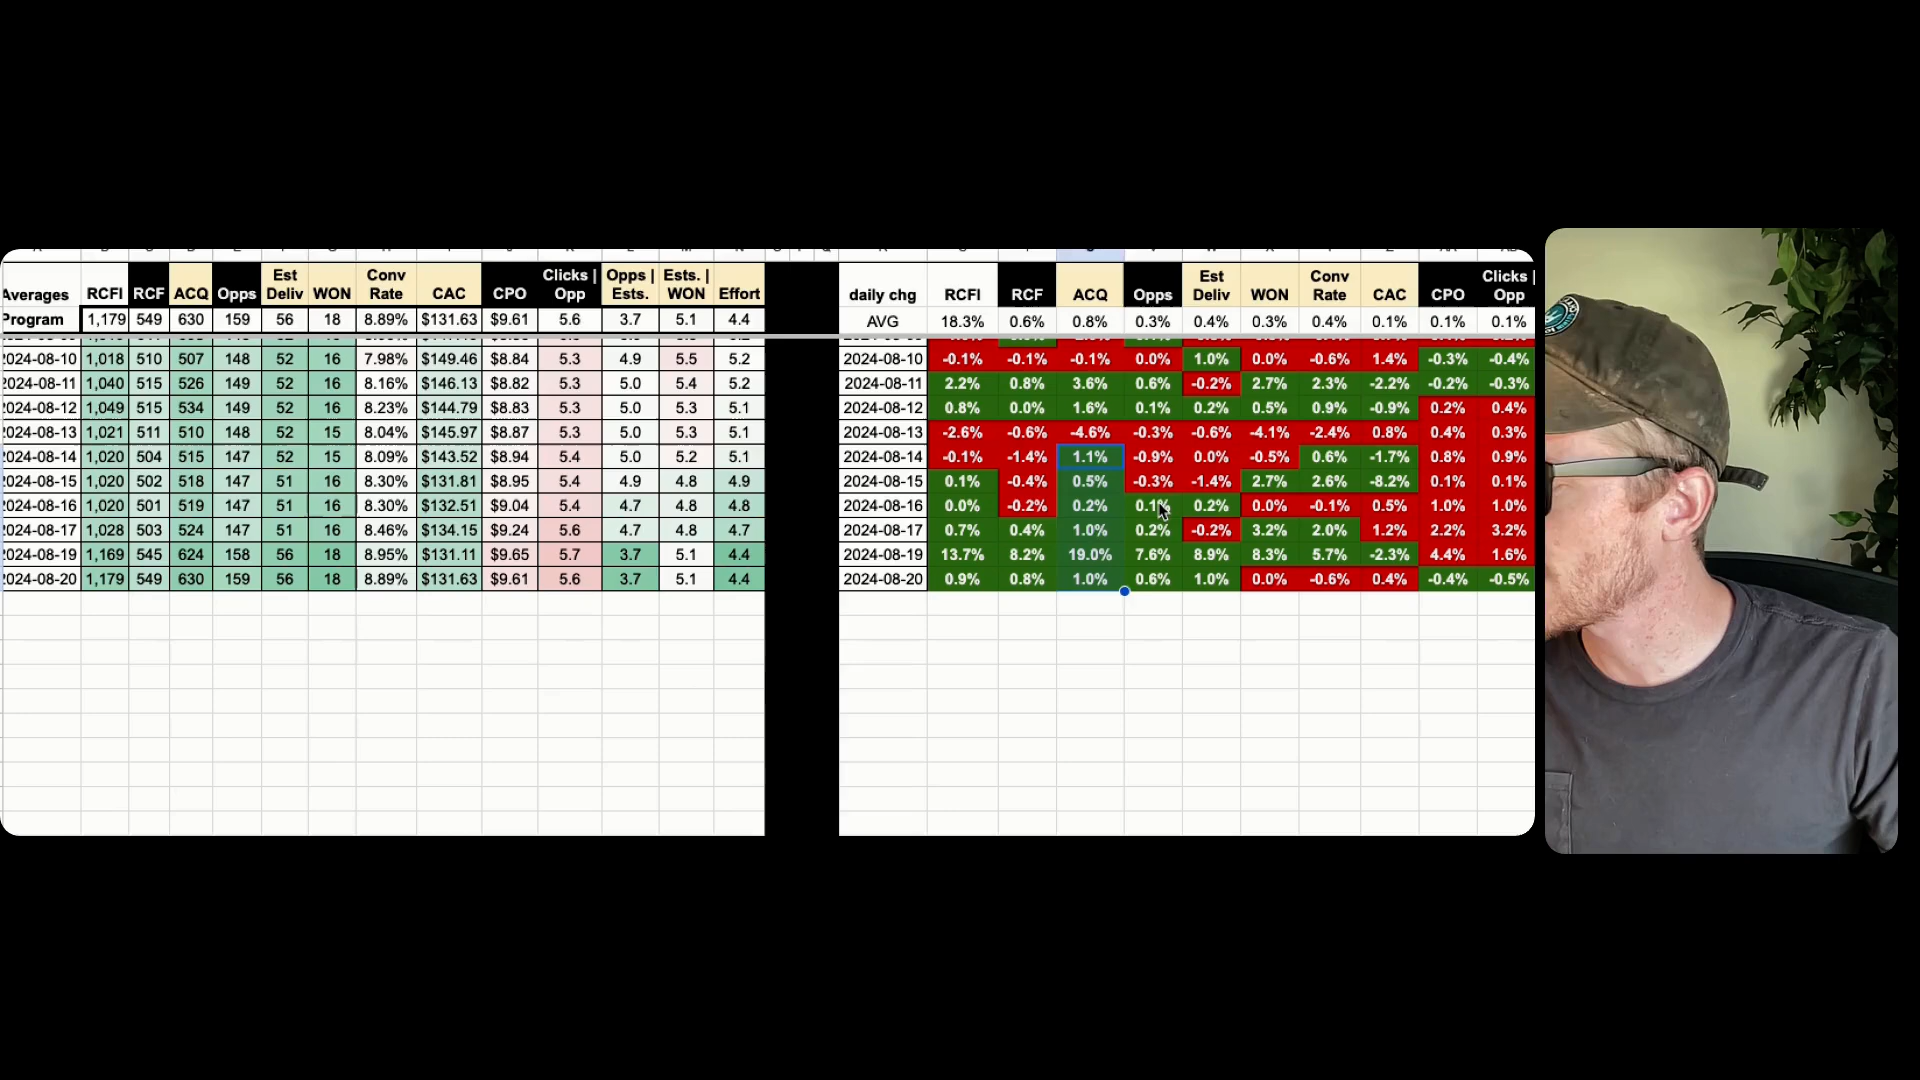 Averages RCFI RCF ACQ Opps Est Deliv WON Conv Rate CAC CPO Clicks | Opp Opps | Ests. Ests. | WON Effort
Program 1,179 549 630 159 56 18 8.89% $131.63 $9.61 5.6 3.7 5.1 4.4
2024-08-10 1,018 510 507 148 52 16 7.98% $149.46 $8.84 5.3 4.9 5.5 5.2
2024-08-11 1,040 515 526 149 52 16 8.16% $146.13 $8.82 5.3 5.0 5.4 5.2
2024-08-12 1,049 515 534 149 52 16 8.23% $144.79 $8.83 5.3 5.0 5.3 5.1
2024-08-13 1,021 511 510 148 52 15 8.04% $145.97 $8.87 5.3 5.0 5.3 5.1
2024-08-14 1,020 504 515 147 52 15 8.09% $143.52 $8.94 5.4 5.0 5.2 5.1
2024-08-15 1,020 502 518 147 51 16 8.30% $131.81 $8.95 5.4 4.9 4.8 4.9
2024-08-16 1,020 501 519 147 51 16 8.30% $132.51 $9.04 5.4 4.7 4.8 4.8
2024-08-17 1,028 503 524 147 51 16 8.46% $134.15 $9.24 5.6 4.7 4.8 4.7
2024-08-19 1,169 545 624 158 56 18 8.95% $131.11 $9.65 5.7 3.7 5.1 4.4
2024-08-20 1,179 549 630 159 56 18 8.89% $131.63 $9.61 5.6 3.7 5.1 4.4
daily chg RCFI RCF ACQ Opps Est Deliv WON Conv Rate CAC CPO Clicks | Opp
AVG 18.3% 0.6% 0.8% 0.3% 0.4% 0.3% 0.4% 0.1% 0.1% 0.1%
2024-08-10 -0.1% -0.1% -0.1% 0.0% 1.0% 0.0% -0.6% 1.4% -0.3% -0.4%
2024-08-11 2.2% 0.8% 3.6% 0.6% -0.2% 2.7% 2.3% -2.2% -0.2% -0.3%
2024-08-12 0.8% 0.0% 1.6% 0.1% 0.2% 0.5% 0.9% -0.9% 0.2% 0.4%
2024-08-13 -2.6% -0.6% -4.6% -0.3% -0.6% -4.1% -2.4% 0.8% 0.4% 0.3%
2024-08-14 -0.1% -1.4% 1.1% -0.9% 0.0% -0.5% 0.6% -1.7% 0.8% 0.9%
2024-08-15 0.1% -0.4% 0.5% -0.3% -1.4% 2.7% 2.6% -8.2% 0.1% 0.1%
2024-08-16 0.0% -0.2% 0.2% 0.1% 0.2% 0.0% -0.1% 0.5% 1.0% 1.0%
2024-08-17 0.7% 0.4% 1.0% 0.2% -0.2% 3.2% 2.0% 1.2% 2.2% 3.2%
2024-08-19 13.7% 8.2% 19.0% 7.6% 8.9% 8.3% 5.7% -2.3% 4.4% 1.6%
2024-08-20 0.9% 0.8% 1.0% 0.6% 1.0% 0.0% -0.6% 0.4% -0.4% -0.5%